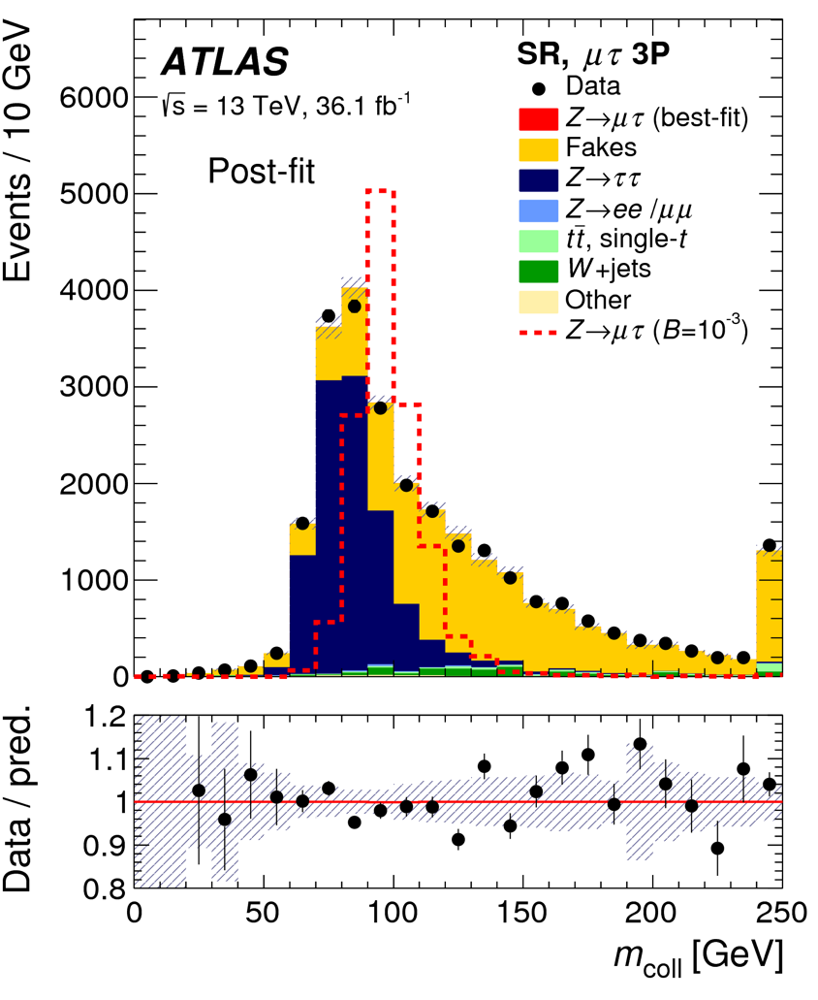 ATLAS
√s = 13 TeV, 36.1 fb⁻¹
Post-fit
SR, μτ 3P
Data
Z→μτ (best-fit)
Fakes
Z→ττ
Z→ee /μμ
tt̄, single-t
W+jets
Other
Z→μτ (B=10⁻³)
Events / 10 GeV
6000
5000
4000
3000
2000
1000
0
Data / pred.
1.2
1.1
1
0.9
0.8
0 50 100 150 200 250
m_coll [GeV]